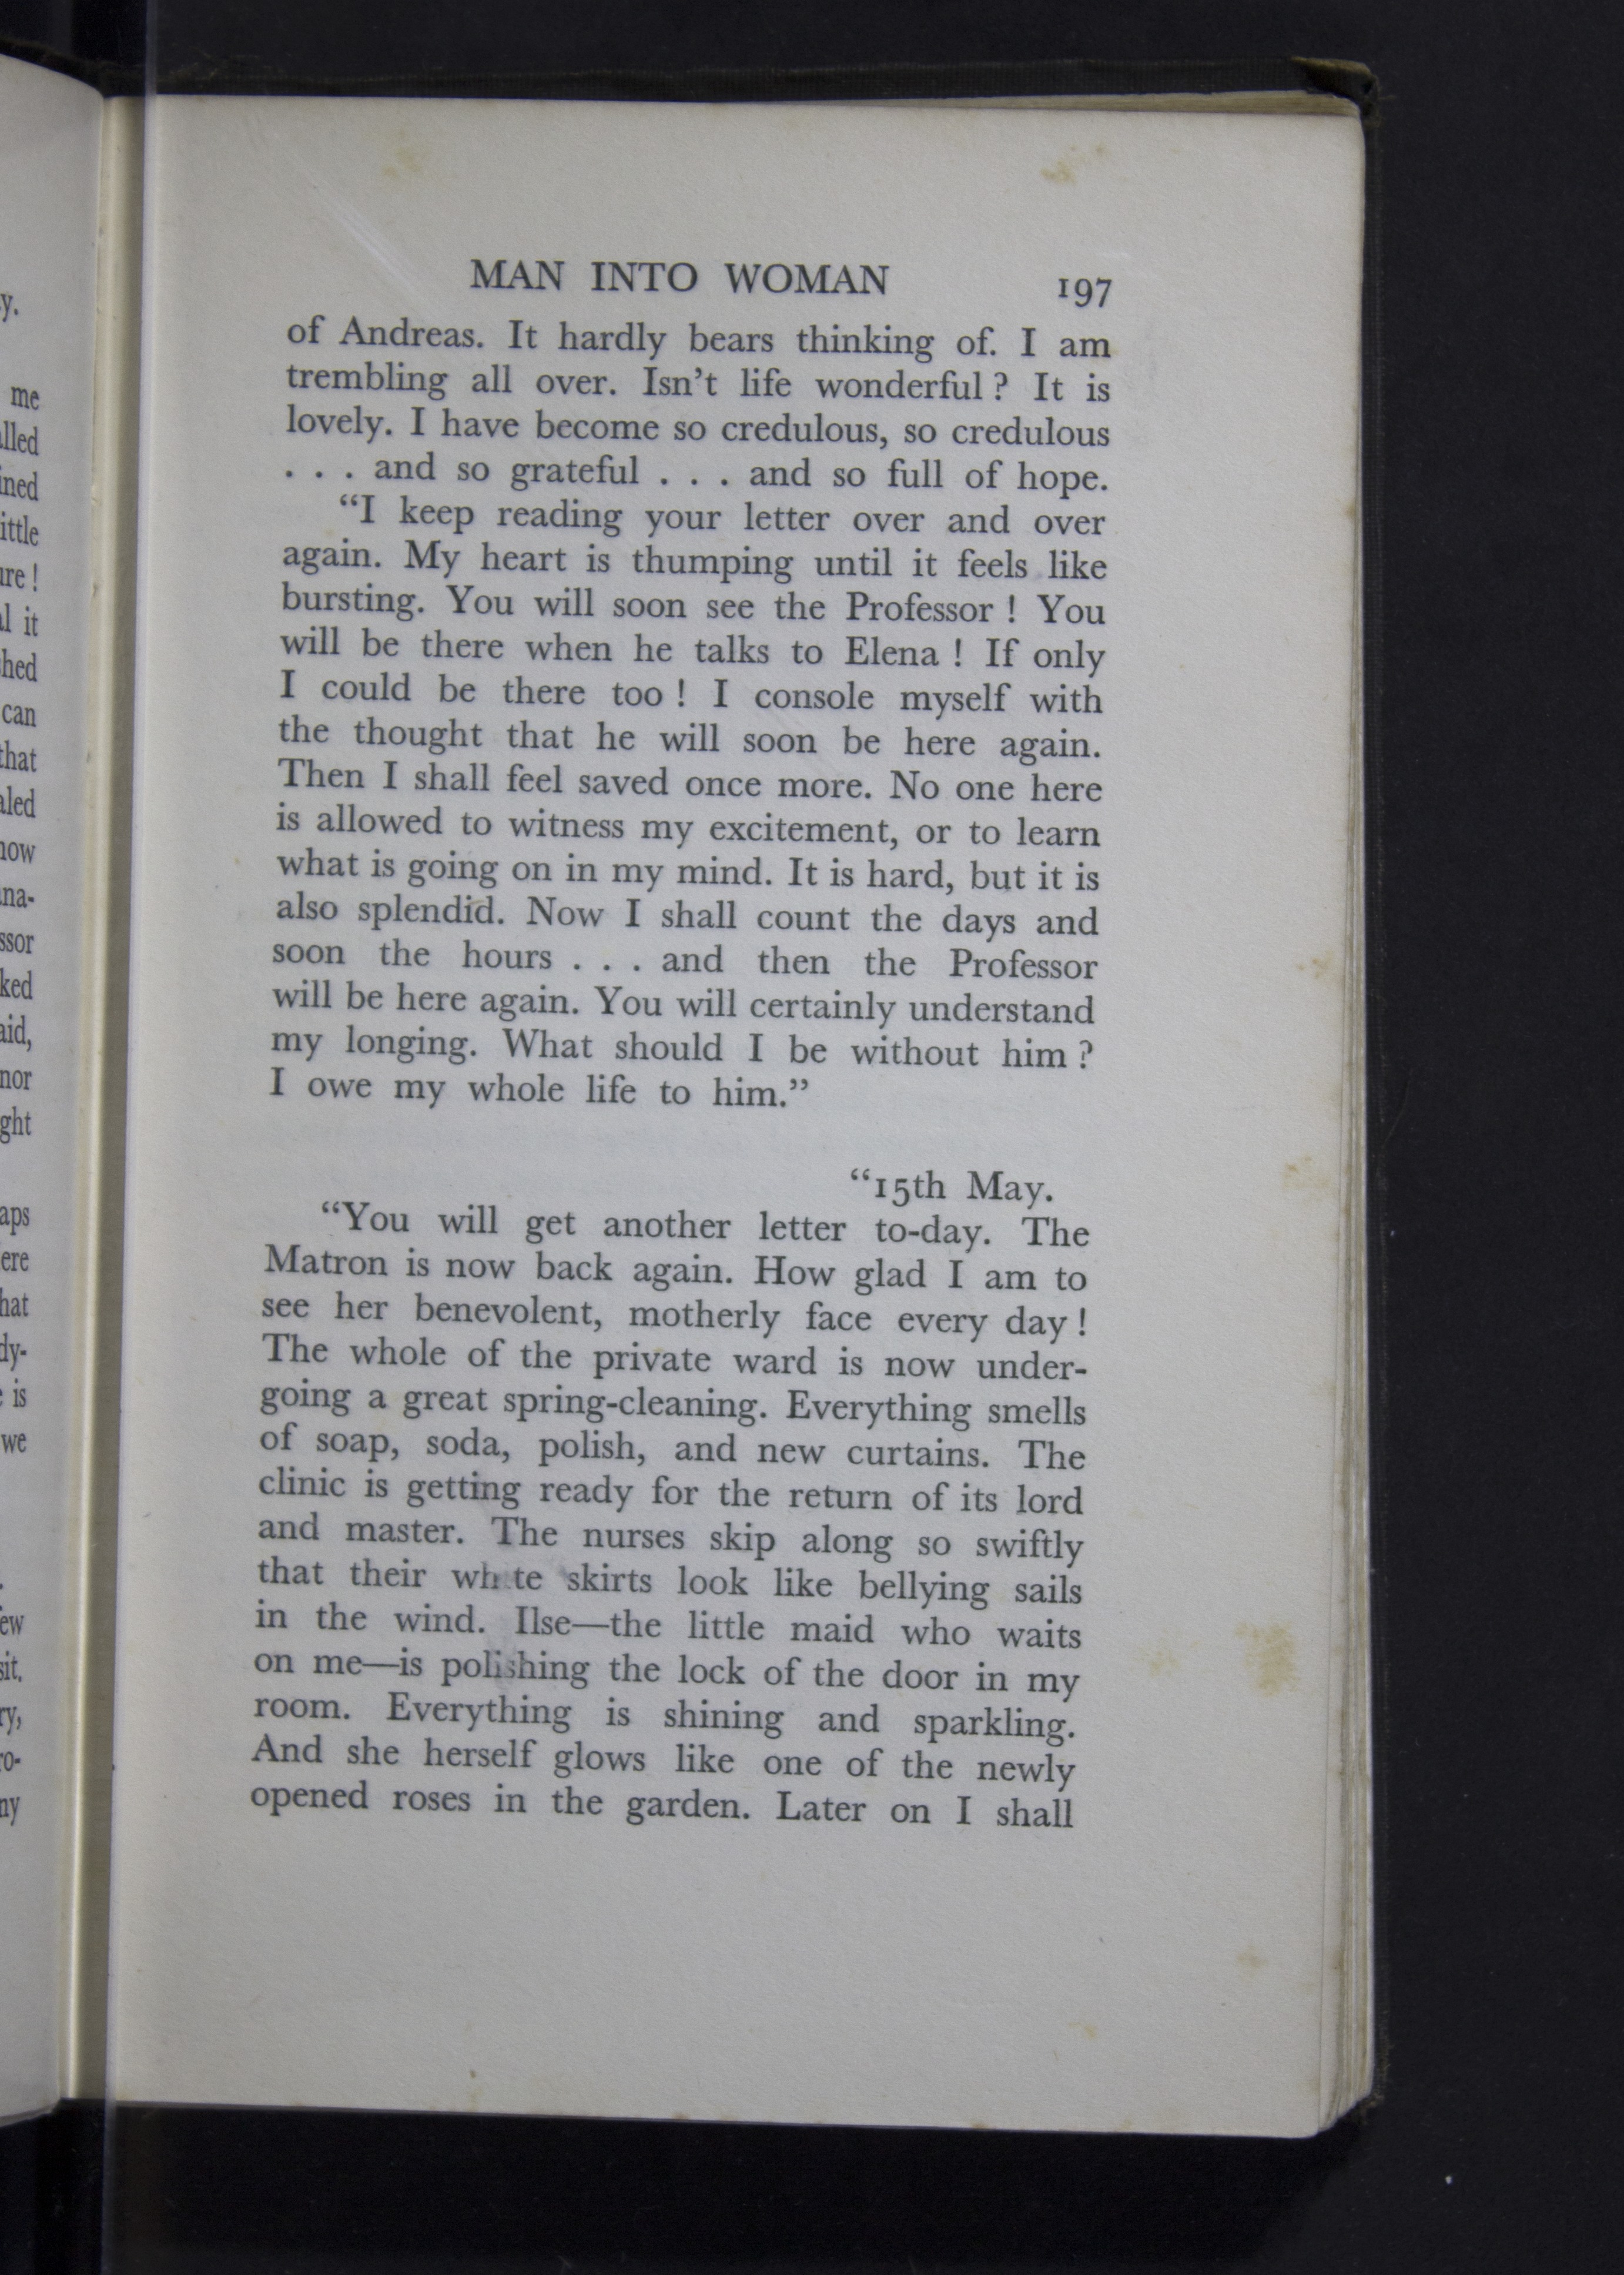 MAN INTO WOMAN 197
of Andreas. It hardly bears thinking of. I am
trembling all over. Isn't life wonderful? It is
lovely. I have become so credulous, so credulous
. . . and so grateful . . . and so full of hope.
"I keep reading your letter over and over
again. My heart is thumping until it feels like
bursting. You will soon see the Professor! You
will be there when he talks to Elena! If only
I could be there too! I console myself with
the thought that he will soon be here again.
Then I shall feel saved once more. No one here
is allowed to witness my excitement, or to learn
what is going on in my mind. It is hard, but it is
also splendid. Now I shall count the days and
soon the hours . . . and then the Professor
will be here again. You will certainly understand
my longing. What should I be without him?
I owe my whole life to him."
"15th May.
"You will get another letter to-day. The
Matron is now back again. How glad I am to
see her benevolent, motherly face every day!
The whole of the private ward is now under-
going a great spring-cleaning. Everything smells
of soap, soda, polish, and new curtains. The
clinic is getting ready for the return of its lord
and master. The nurses skip along so swiftly
that their white skirts look like bellying sails
in the wind. Ilse—the little maid who waits
on me—is polishing the lock of the door in my
room. Everything is shining and sparkling.
And she herself glows like one of the newly
opened roses in the garden. Later on I shall